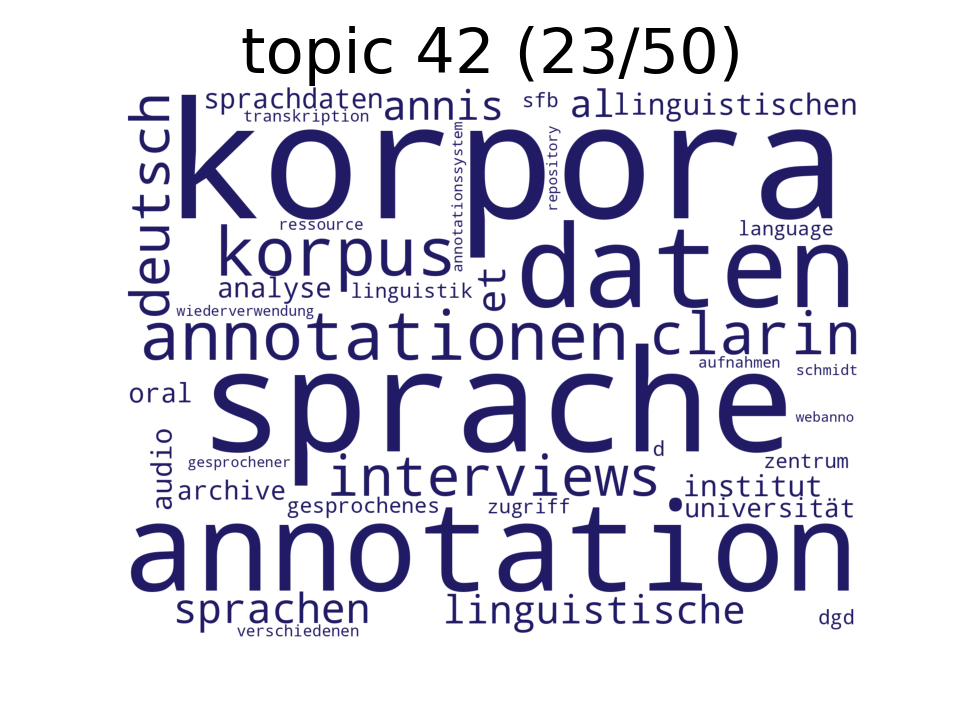 topic 42 (23/50)
sprachdaten
annis
sfb
al
linguistischen
transkription
deutsch
korpora
annotationssystem
repository
ressource
language
korpus
daten
analyse
linguistik
et
wiederverwendung
annotationen
clarin
aufnahmen
schmidt
oral
sprache
webanno
audio
d
gesprochener
interviews
zentrum
archive
institut
gesprochenes
zugriff
universität
annotation
sprachen
linguistische
dgd
verschiedenen